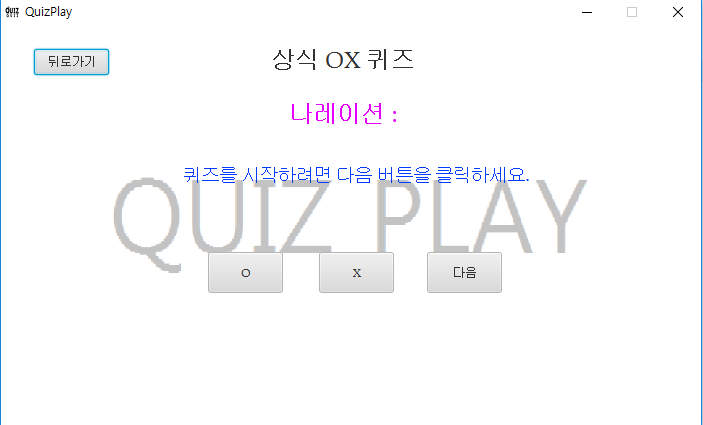 QUIZ QuizPlay
뒤로가기
상식 OX 퀴즈
나레이션 :
퀴즈를 시작하려면 다음 버튼을 클릭하세요.
QUIZ PLAY
O X 다음